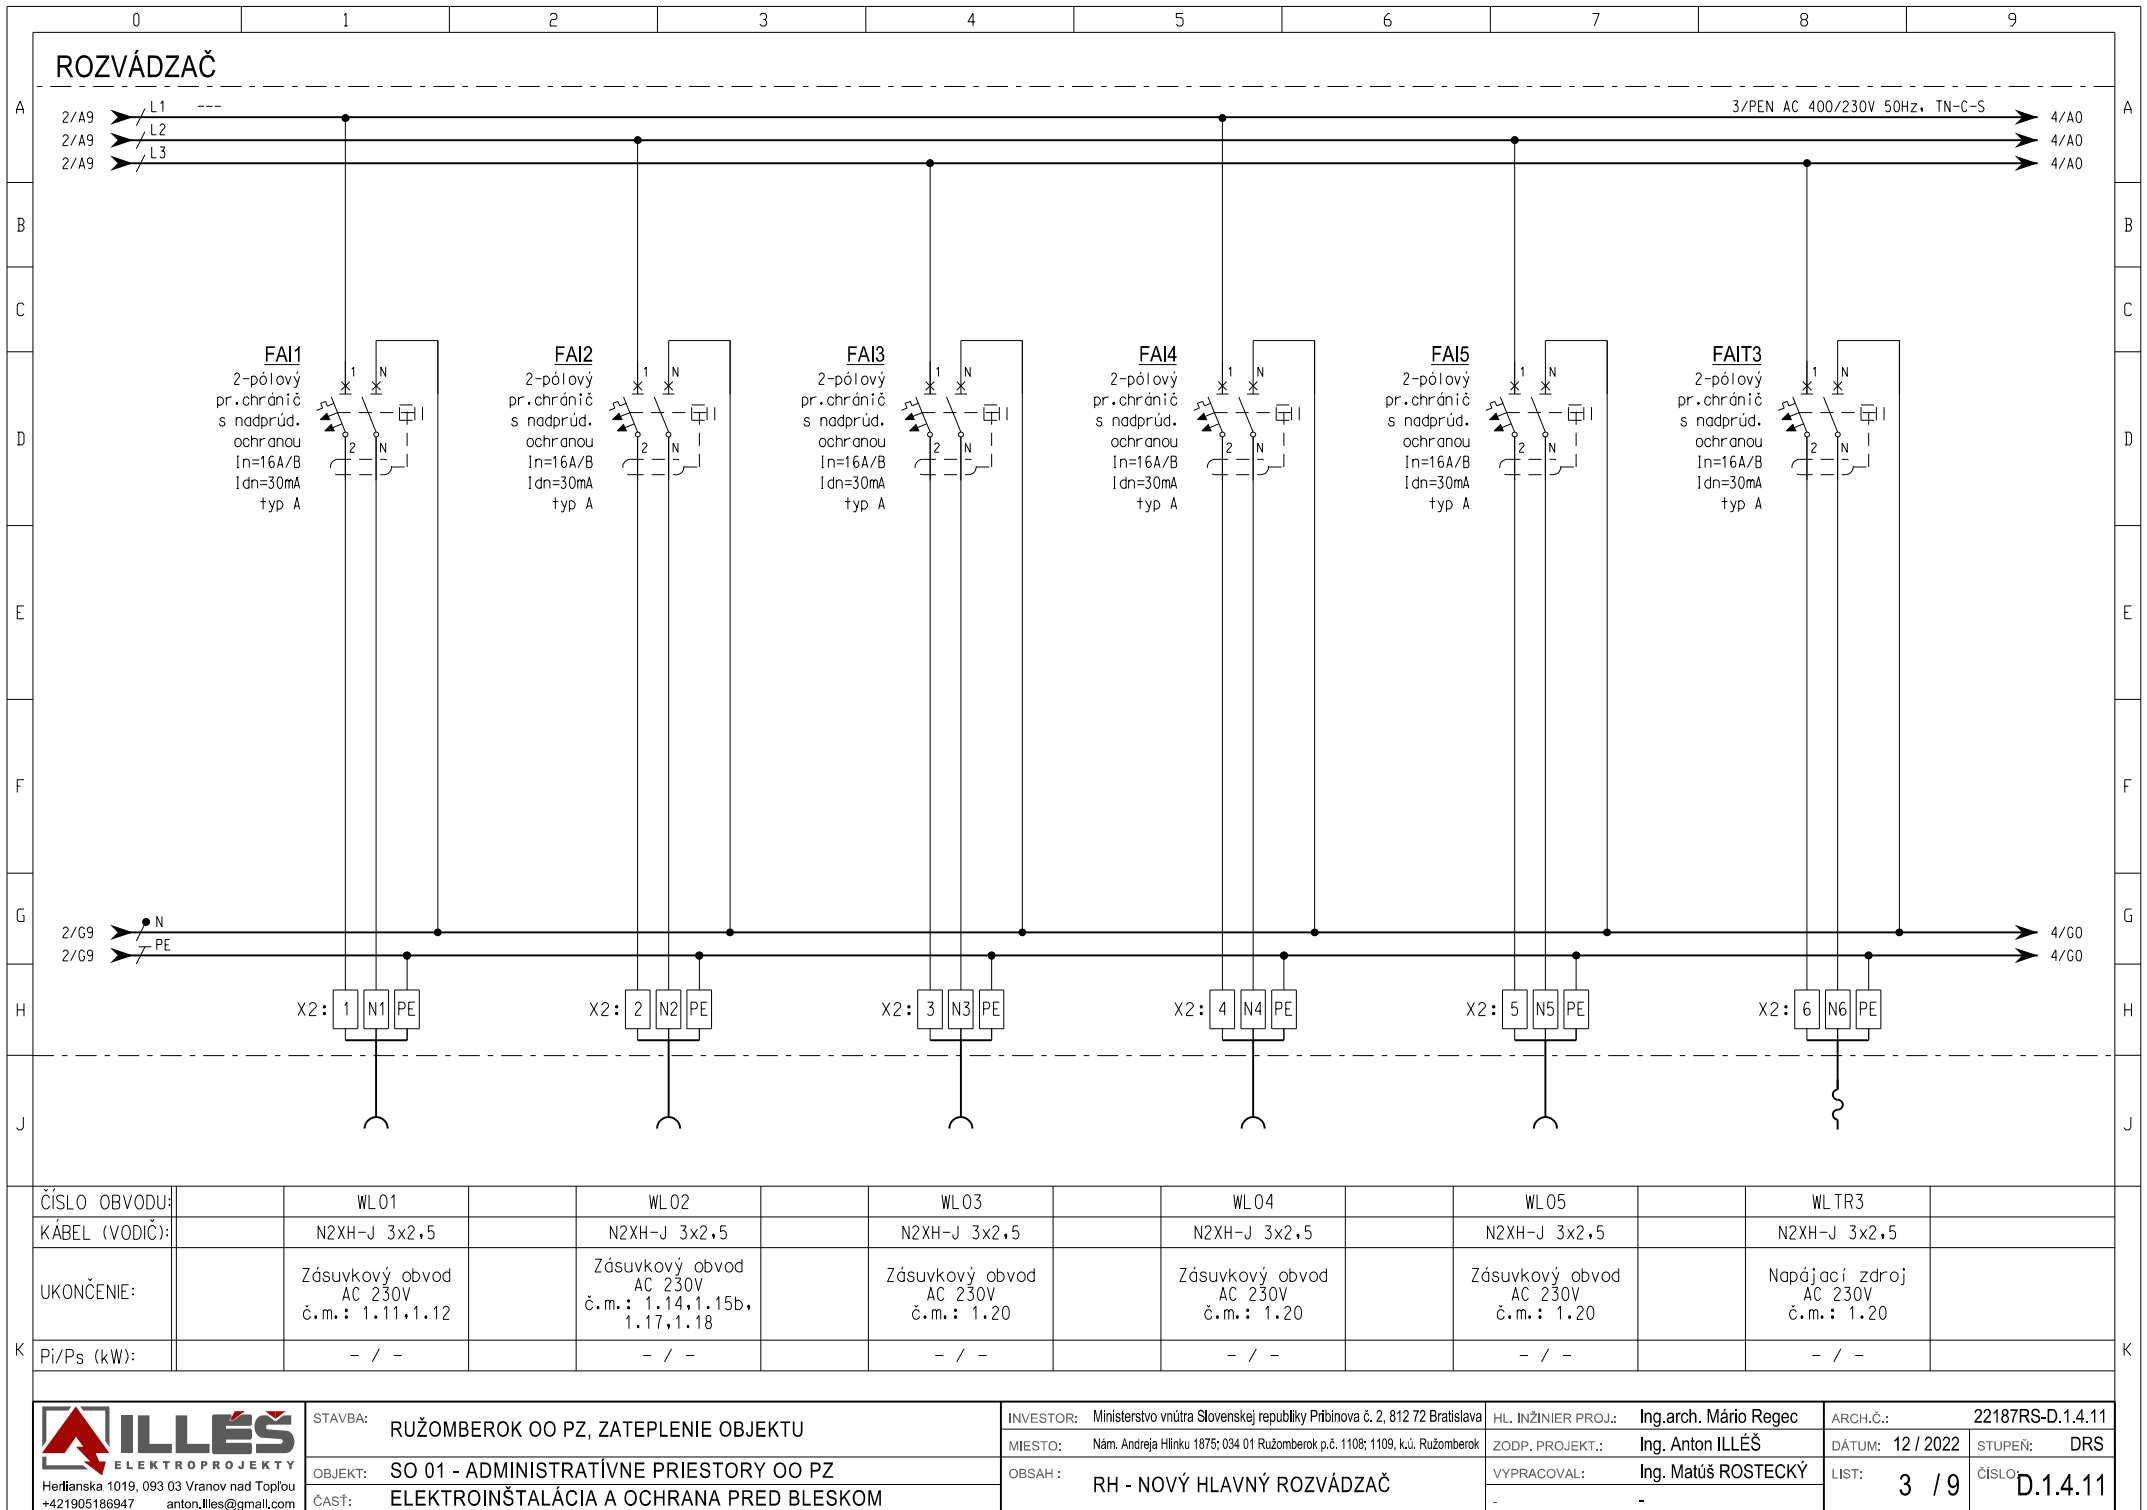 0 1 2 3 4 5 6 7 8 9
ROZVÁDZAČ
A A
2/A9 L1 --- 3/PEN AC 400/230V 50Hz, TN-C-S 4/A0
2/A9 L2 4/A0
2/A9 L3 4/A0
B B
C C
FAI1 FAI2 FAI3 FAI4 FAI5 FAIT3
2-pólový 2-pólový 2-pólový 2-pólový 2-pólový 2-pólový
1 N 1 N 1 N 1 N 1 N 1 N
pr.chránič pr.chránič pr.chránič pr.chránič pr.chránič pr.chránič
s nadprúd. s nadprúd. s nadprúd. s nadprúd. s nadprúd. s nadprúd.
D D
ochranou ochranou ochranou ochranou ochranou ochranou
2 N 2 N 2 N 2 N 2 N 2 N
In=16A/B In=16A/B In=16A/B In=16A/B In=16A/B In=16A/B
Idn=30mA Idn=30mA Idn=30mA Idn=30mA Idn=30mA Idn=30mA
typ A typ A typ A typ A typ A typ A
E E
F F
G G
2/G9 N 4/G0
2/G9 PE 4/G0
H H
X2: 1 N1 PE X2: 2 N2 PE X2: 3 N3 PE X2: 4 N4 PE X2: 5 N5 PE X2: 6 N6 PE
J J
ČÍSLO OBVODU: WL01 WL02 WL03 WL04 WL05 WLTR3
KÁBEL (VODIČ): N2XH-J 3x2,5 N2XH-J 3x2,5 N2XH-J 3x2,5 N2XH-J 3x2,5 N2XH-J 3x2,5 N2XH-J 3x2,5
UKONČENIE:
Zásuvkový obvod
AC 230V
č.m.: 1.11,1.12
Zásuvkový obvod
AC 230V
č.m.: 1.14,1.15b,
1.17,1.18
Zásuvkový obvod
AC 230V
č.m.: 1.20
Zásuvkový obvod
AC 230V
č.m.: 1.20
Zásuvkový obvod
AC 230V
č.m.: 1.20
Napájací zdroj
AC 230V
č.m.: 1.20
K K
Pi/Ps (kW): - / - - / - - / - - / - - / - - / -
ILLÉŠ
ELEKTROPROJEKTY
Herlianska 1019, 093 03 Vranov nad Topľou
+421905186947 anton.illes@gmail.com
STAVBA: RUŽOMBEROK OO PZ, ZATEPLENIE OBJEKTU
OBJEKT: SO 01 - ADMINISTRATÍVNE PRIESTORY OO PZ
ČASŤ: ELEKTROINŠTALÁCIA A OCHRANA PRED BLESKOM
INVESTOR: Ministerstvo vnútra Slovenskej republiky Pribinova č. 2, 812 72 Bratislava
MIESTO: Nám. Andreja Hlinku 1875; 034 01 Ružomberok p.č. 1108; 1109, k.ú. Ružomberok
OBSAH : RH - NOVÝ HLAVNÝ ROZVÁDZAČ
HL. INŽINIER PROJ.: Ing.arch. Mário Regec
ZODP. PROJEKT.: Ing. Anton ILLÉŠ
VYPRACOVAL: Ing. Matúš ROSTECKÝ
- -
ARCH.Č.: 22187RS-D.1.4.11
DÁTUM: 12 / 2022 STUPEŇ: DRS
LIST: 3 / 9 ČÍSLO: D.1.4.11